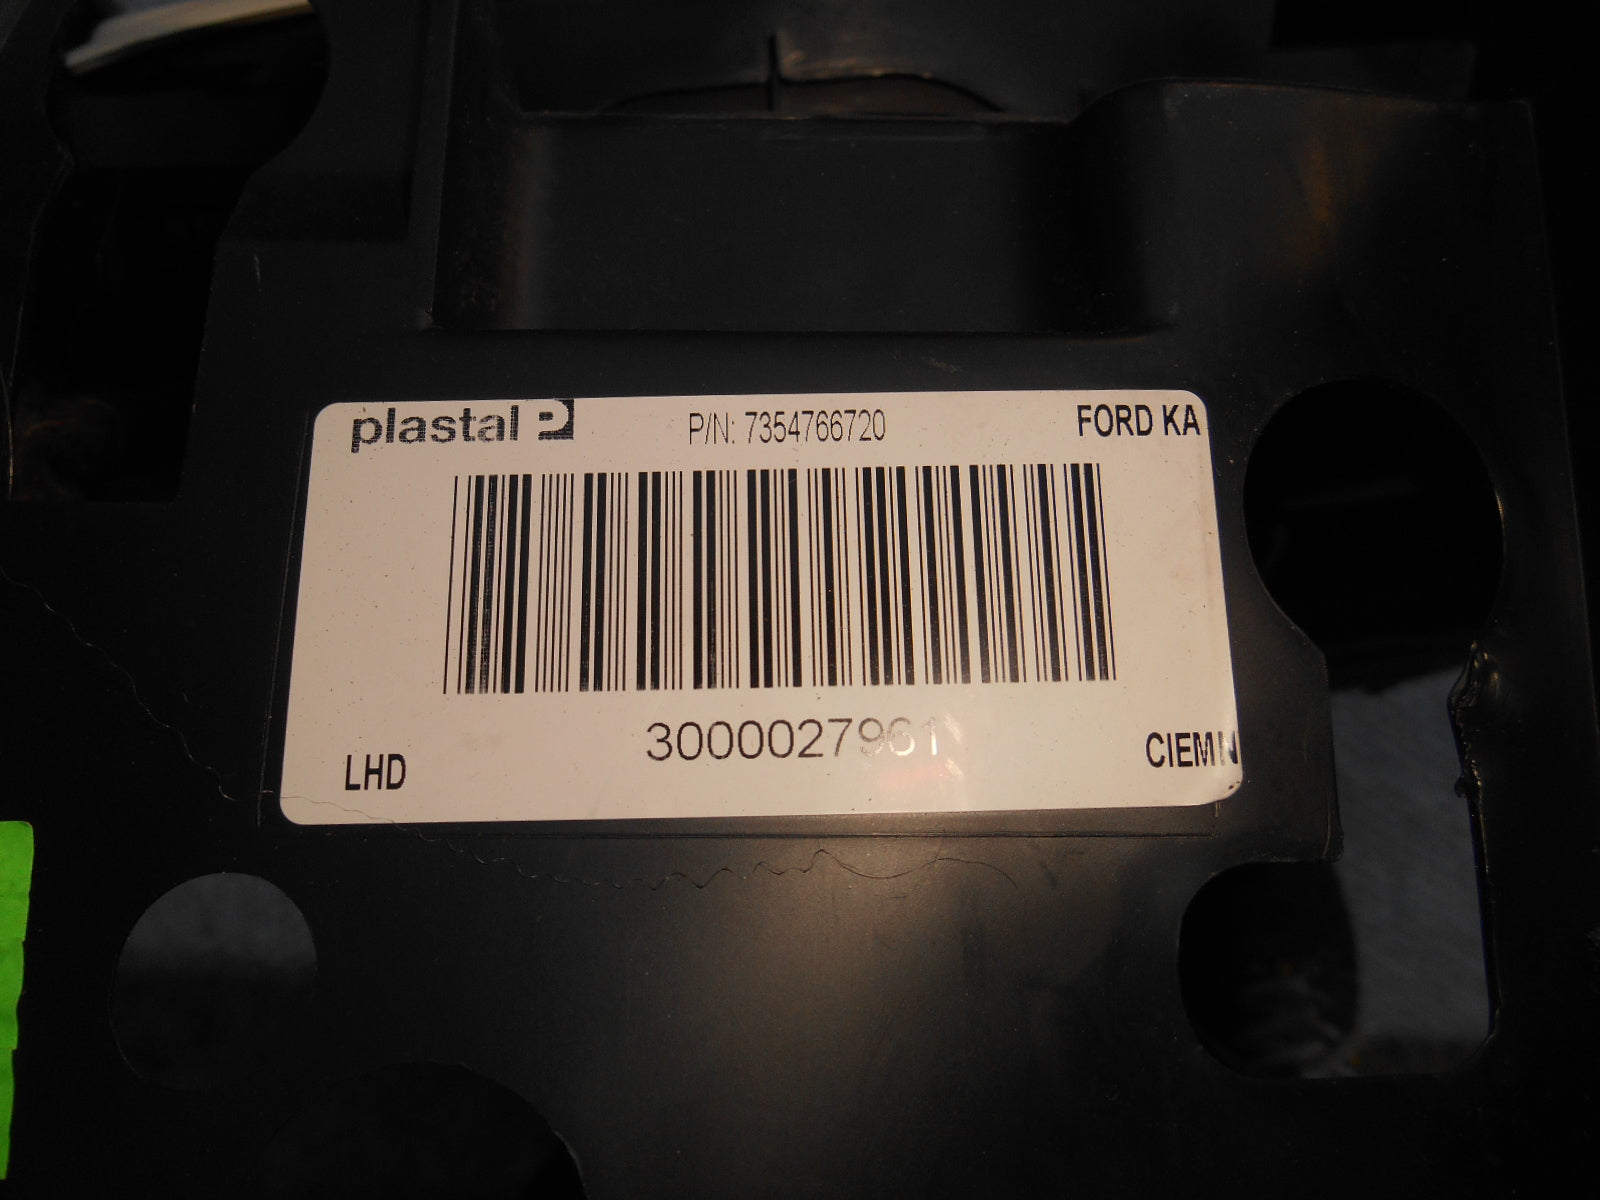 plastal P P/N: 7354766720 FORD KA
3000027961
LHD CIEMN